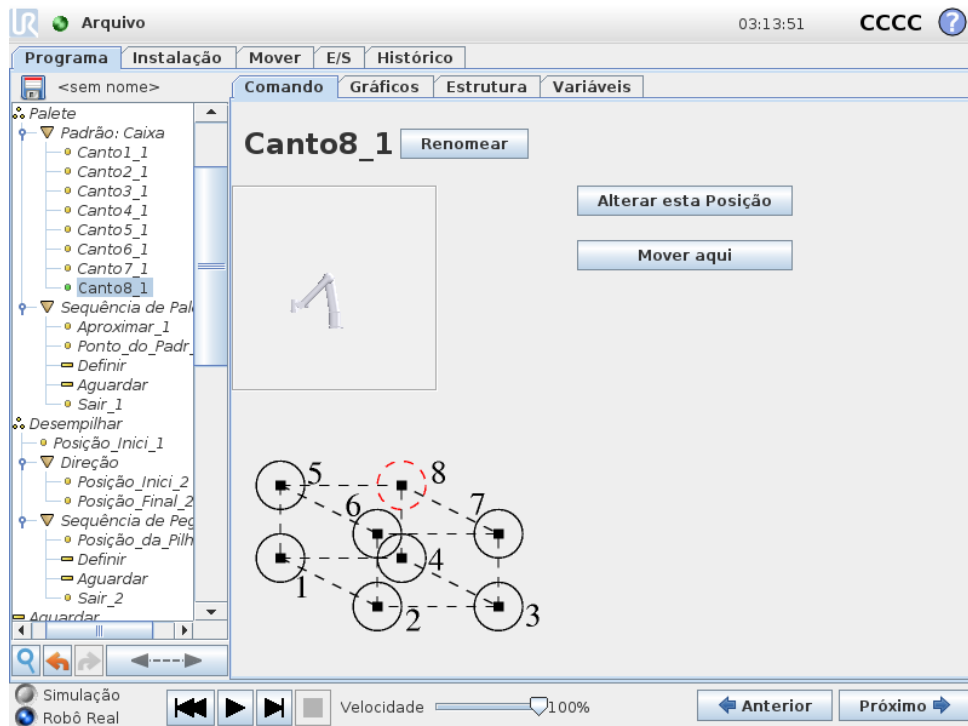 UR Arquivo 03:13:51 CCCC ?
Programa Instalação Mover E/S Histórico
<sem nome> Comando Gráficos Estrutura Variáveis
Palete
Padrão: Caixa
Canto1_1
Canto2_1
Canto3_1
Canto4_1
Canto5_1
Canto6_1
Canto7_1
Canto8_1
Sequência de Pal
Aproximar_1
Ponto_do_Padr_
Definir
Aguardar
Sair_1
Desempilhar
Posição_Inici_1
Direção
Posição_Inici_2
Posição_Final_2
Sequência de Peg
Posição_da_Pilh
Definir
Aguardar
Sair_2
Aguardar
Canto8_1 Renomear
Alterar esta Posição
Mover aqui
5 8
6 7
4
1
2 3
Simulação
Robô Real
Velocidade 100%
Anterior Próximo